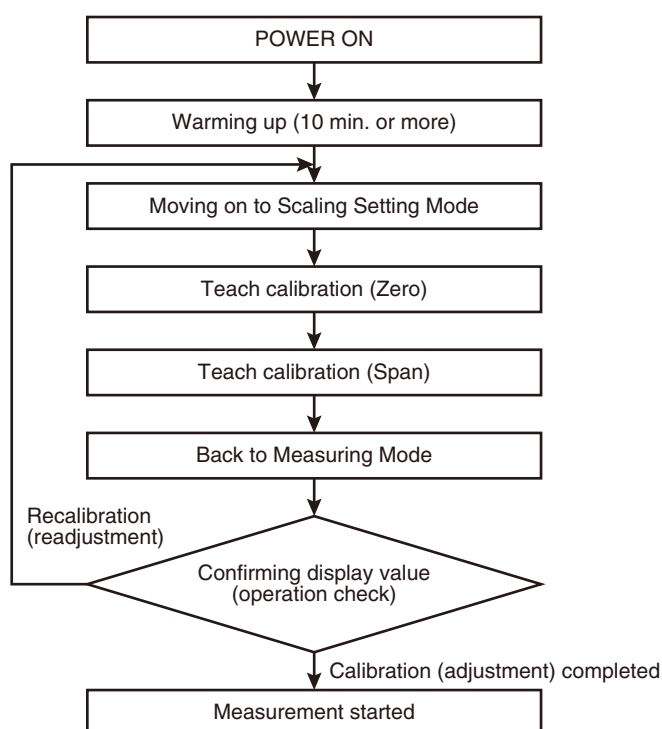 POWER ON
Warming up (10 min. or more)
Moving on to Scaling Setting Mode
Teach calibration (Zero)
Teach calibration (Span)
Back to Measuring Mode
Recalibration
(readjustment)
Confirming display value
(operation check)
Calibration (adjustment) completed
Measurement started